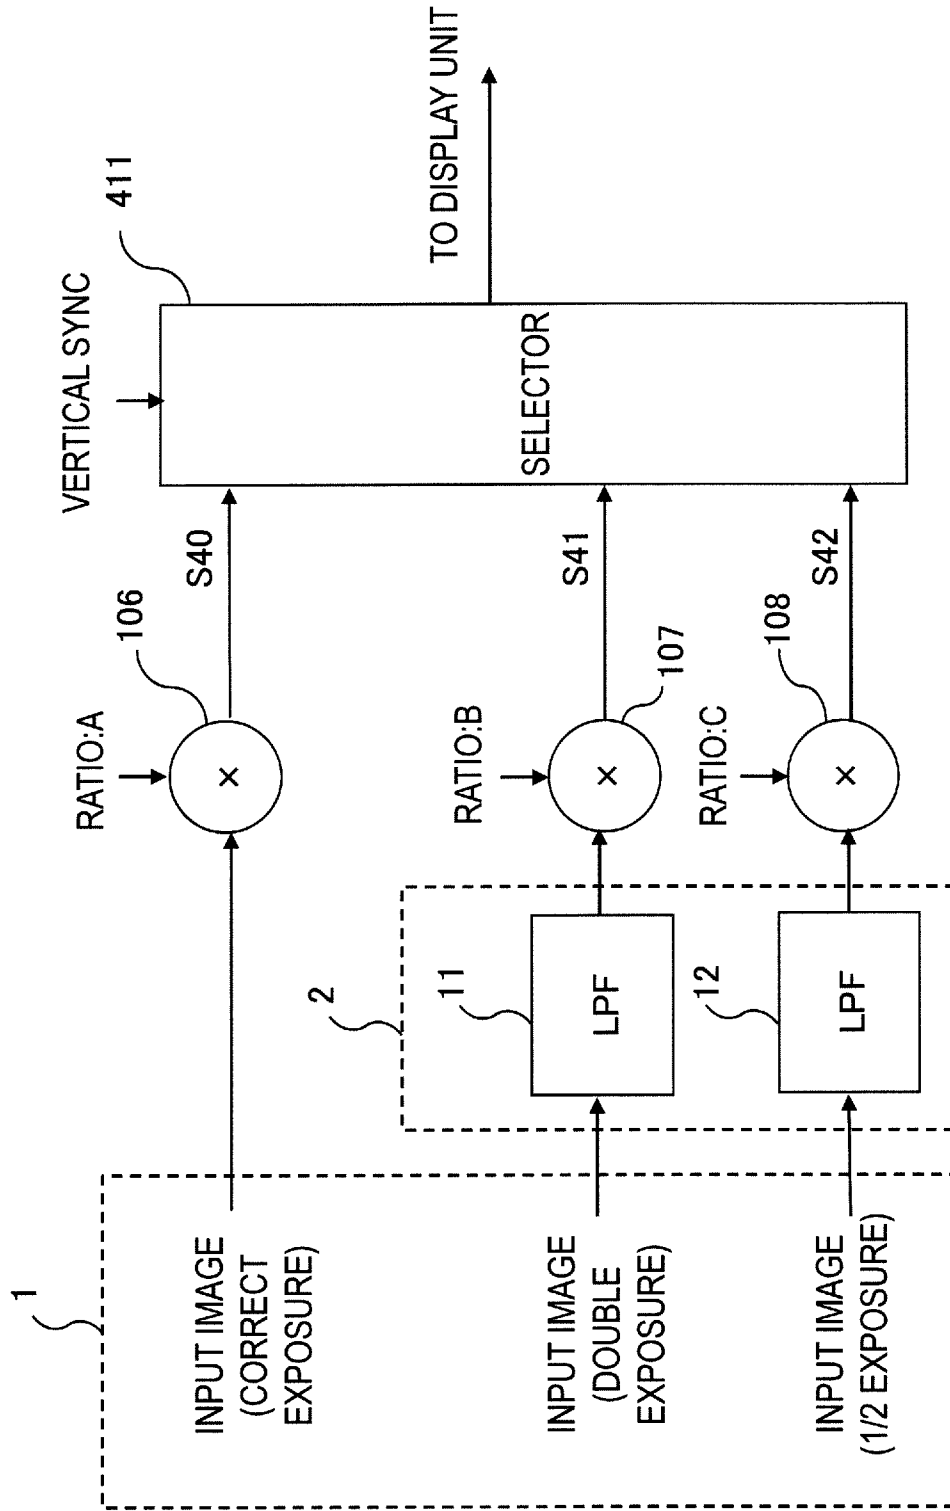 1
INPUT IMAGE
(CORRECT
EXPOSURE)
RATIO:A
106
×
S40
VERTICAL SYNC
411
SELECTOR
TO DISPLAY UNIT
2
INPUT IMAGE
(DOUBLE
EXPOSURE)
11
LPF
RATIO:B
×
107
S41
INPUT IMAGE
(1/2 EXPOSURE)
12
LPF
RATIO:C
×
108
S42